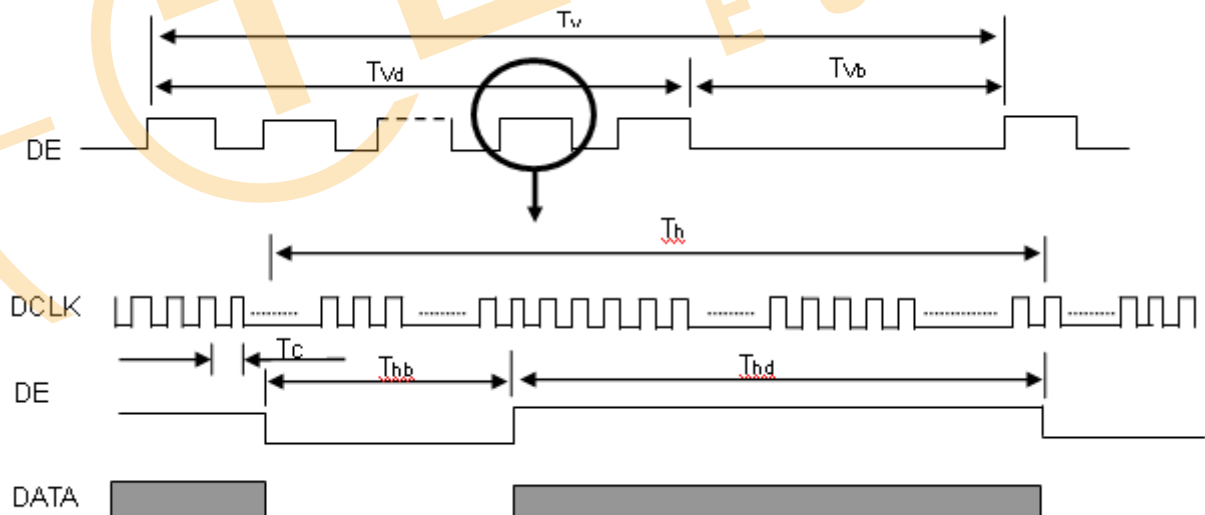 Tv
Tvd
Tvb
DE
Th
DCLK
Tc
Thb
Thd
DE
DATA